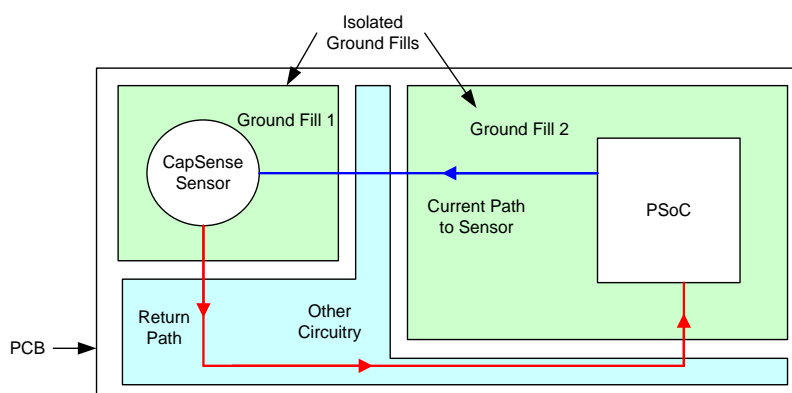 Isolated
Ground Fills
Ground Fill 1
Ground Fill 2
CapSense
Sensor
Current Path
to Sensor
PSoC
Return
Path
Other
Circuitry
PCB